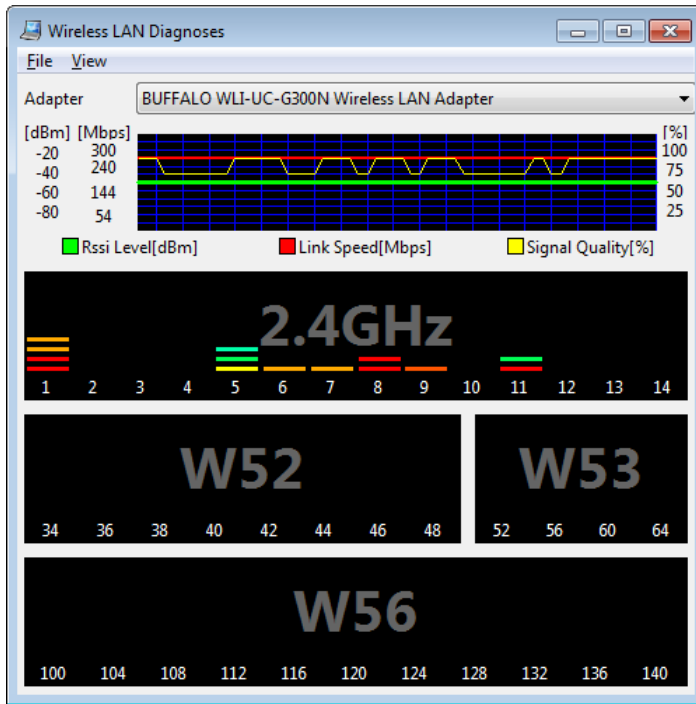 Wireless LAN Diagnoses
File View
Adapter BUFFALO WLI-UC-G300N Wireless LAN Adapter
[dBm] [Mbps] [%]
-20 300 100
-40 240 75
-60 144 50
-80 54 25
Rssi Level[dBm] Link Speed[Mbps] Signal Quality[%]
2.4GHz
1 2 3 4 5 6 7 8 9 10 11 12 13 14
W52 W53
34 36 38 40 42 44 46 48 52 56 60 64
W56
100 104 108 112 116 120 124 128 132 136 140